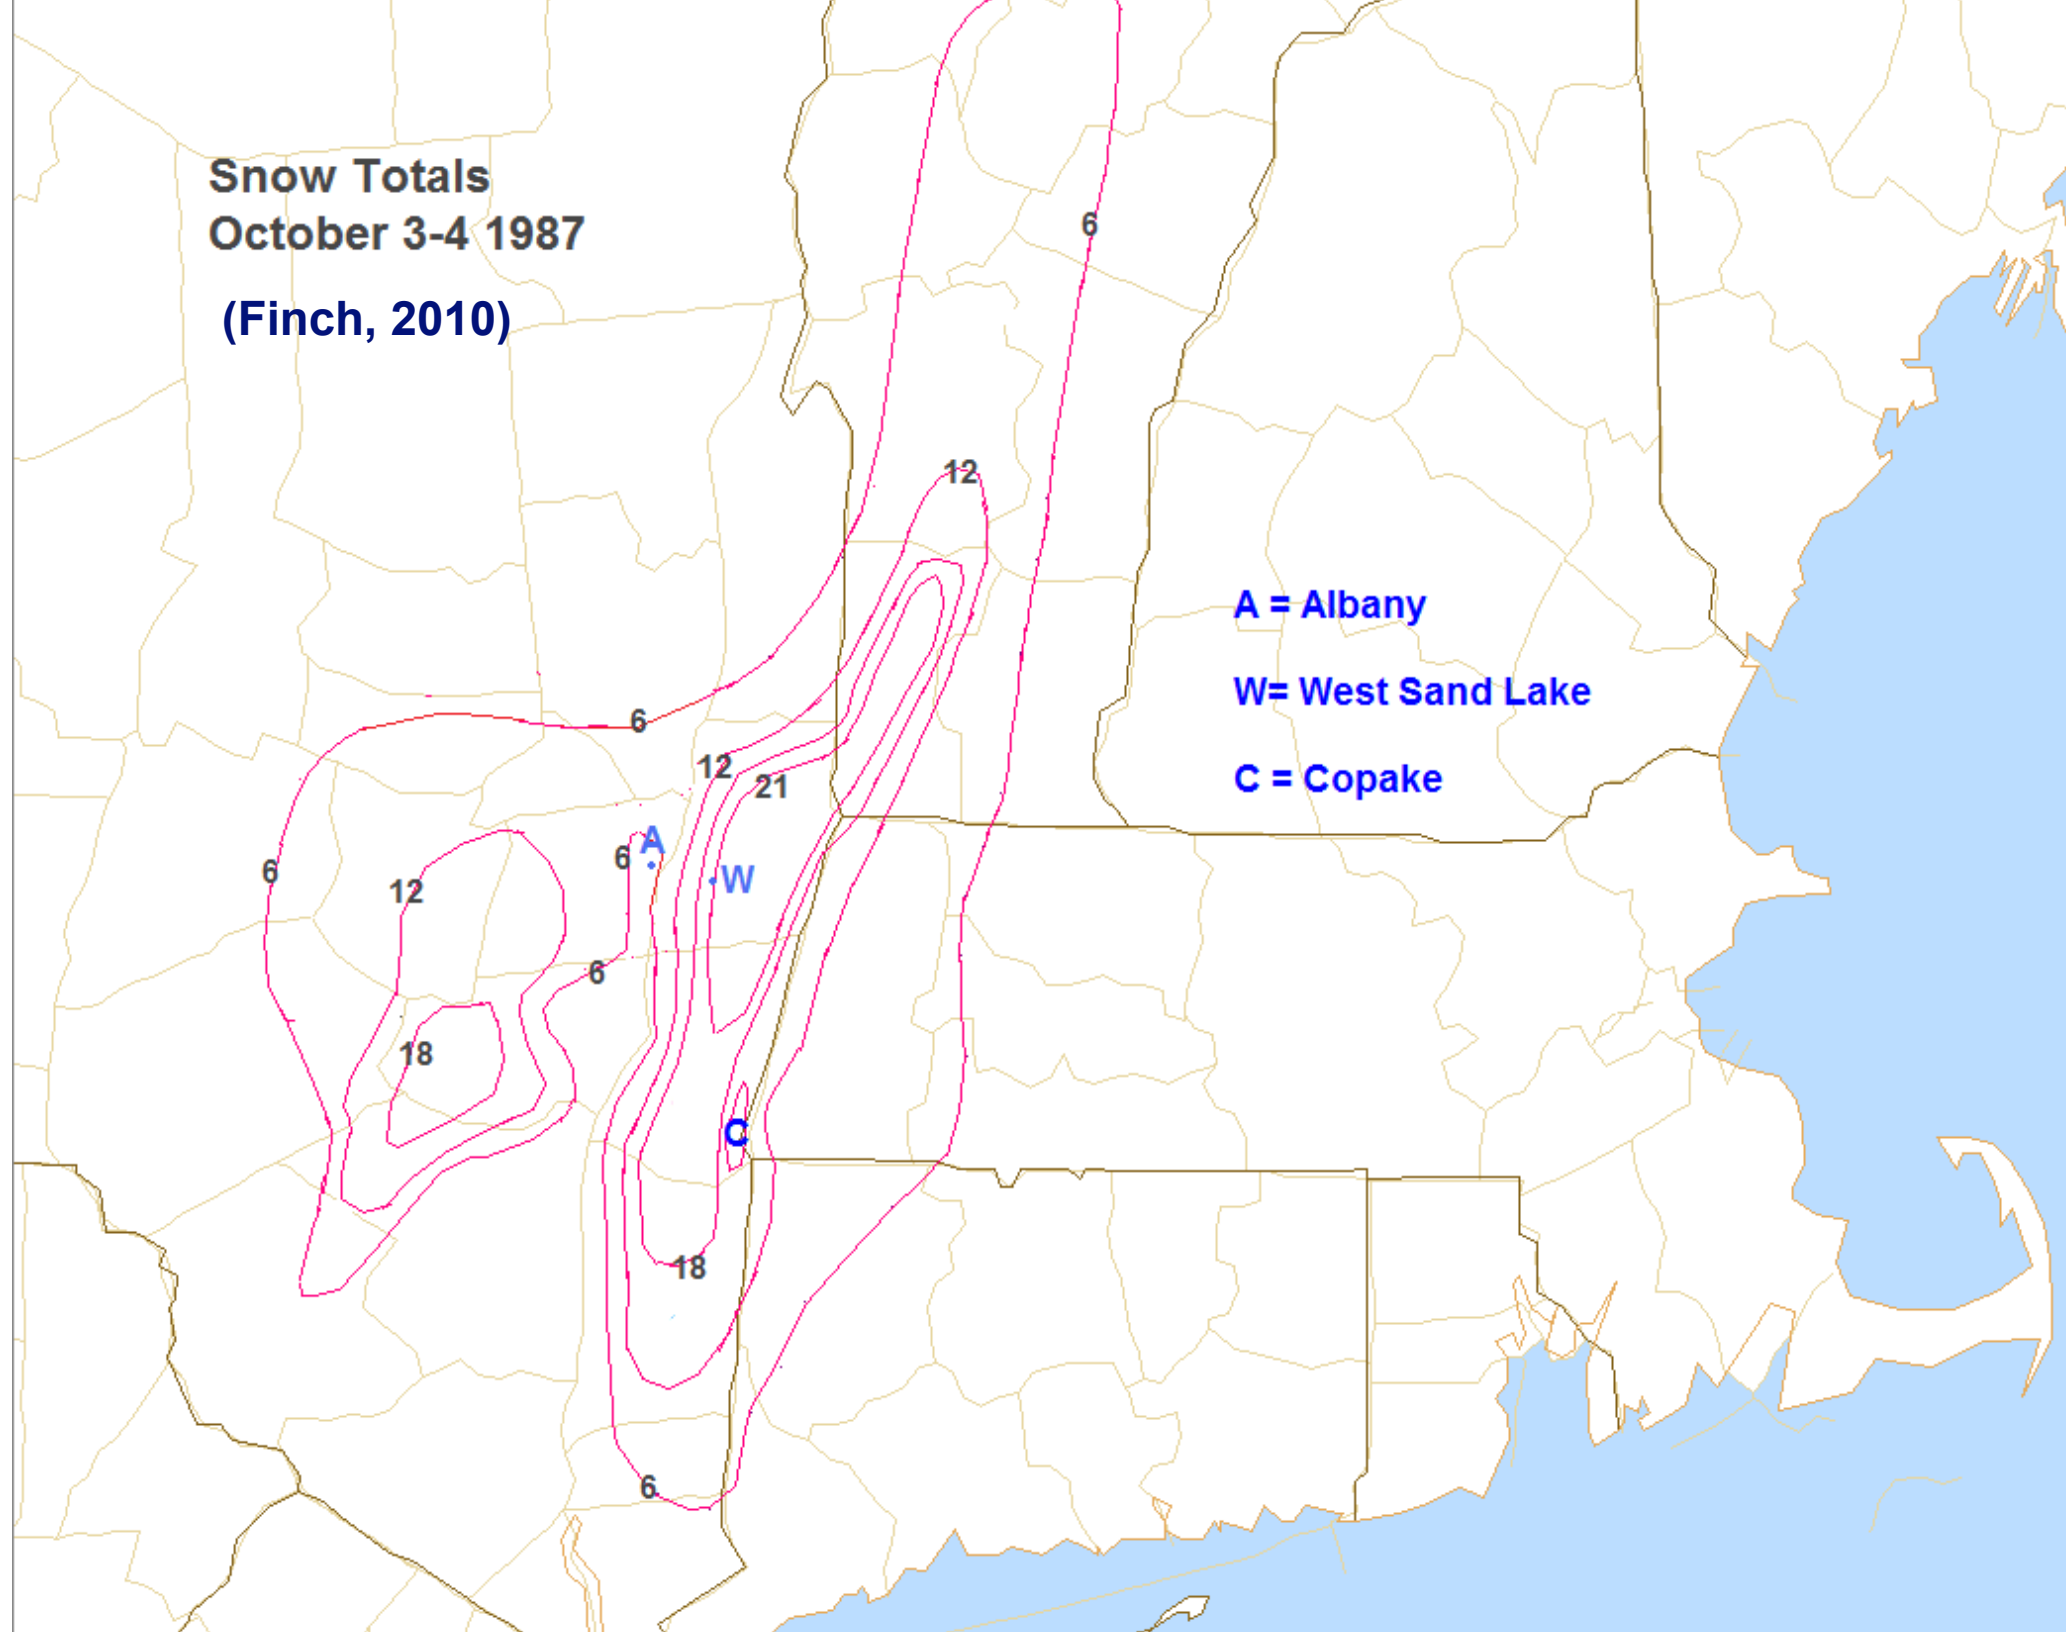 Snow Totals
October 3-4 1987
(Finch, 2010)
6
12
A = Albany
W= West Sand Lake
C = Copake
6
12
21
A
6
6
12
W
6
18
C
18
6